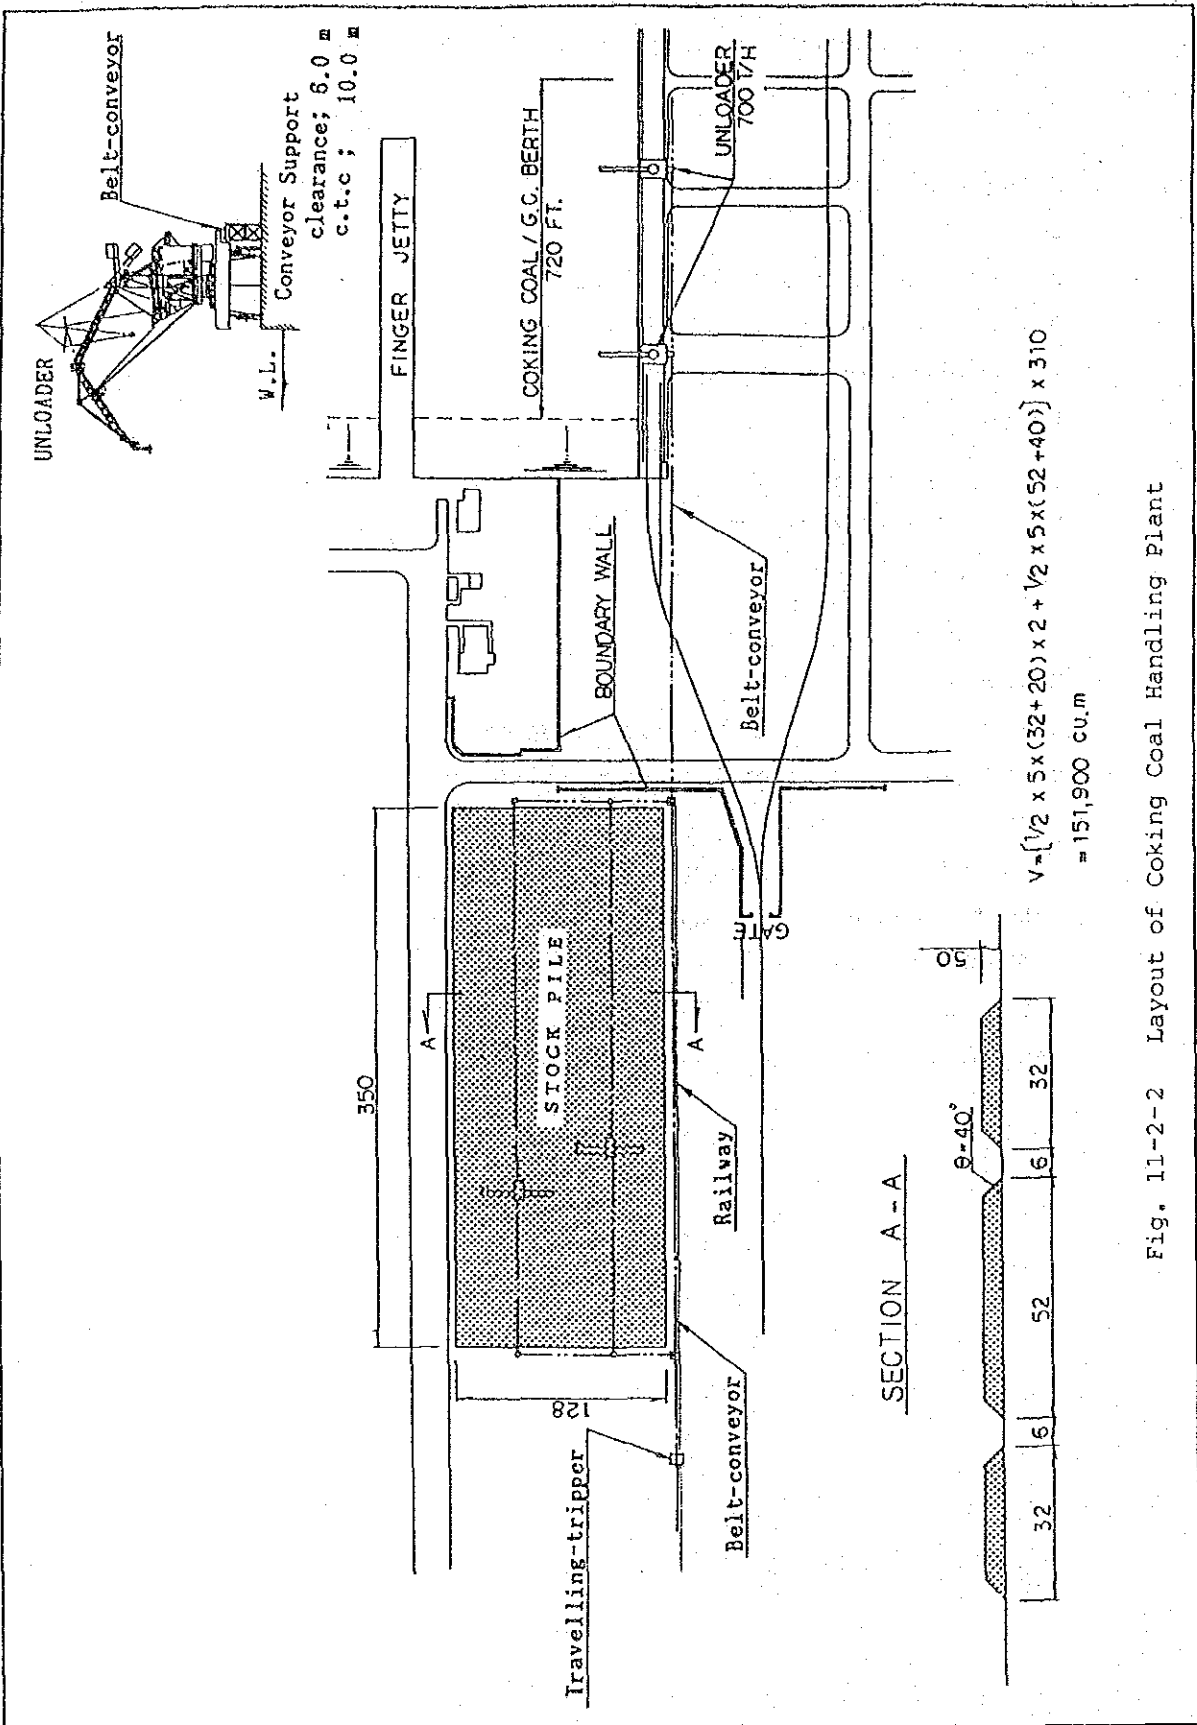 UNLOADER
Belt-conveyor
W.L.
Conveyor Support
clearance; 6.0 m
c.t.c ; 10.0 m
FINGER JETTY
COKING COAL / G.C. BERTH
720 FT.
UNLOADER
700 T/H
BOUNDARY WALL
Belt-conveyor
350
128
A
STOCK PILE
A
GATE
Travelling-tripper
Belt-conveyor
Railway
SECTION A-A
θ=40°
50
32
6
52
6
32
V=[1/2 x 5x(32+20) x 2 + 1/2 x 5x(52+40)] x 310
= 151,900 cu.m
Fig. 11-2-2 Layout of Coking Coal Handling Plant